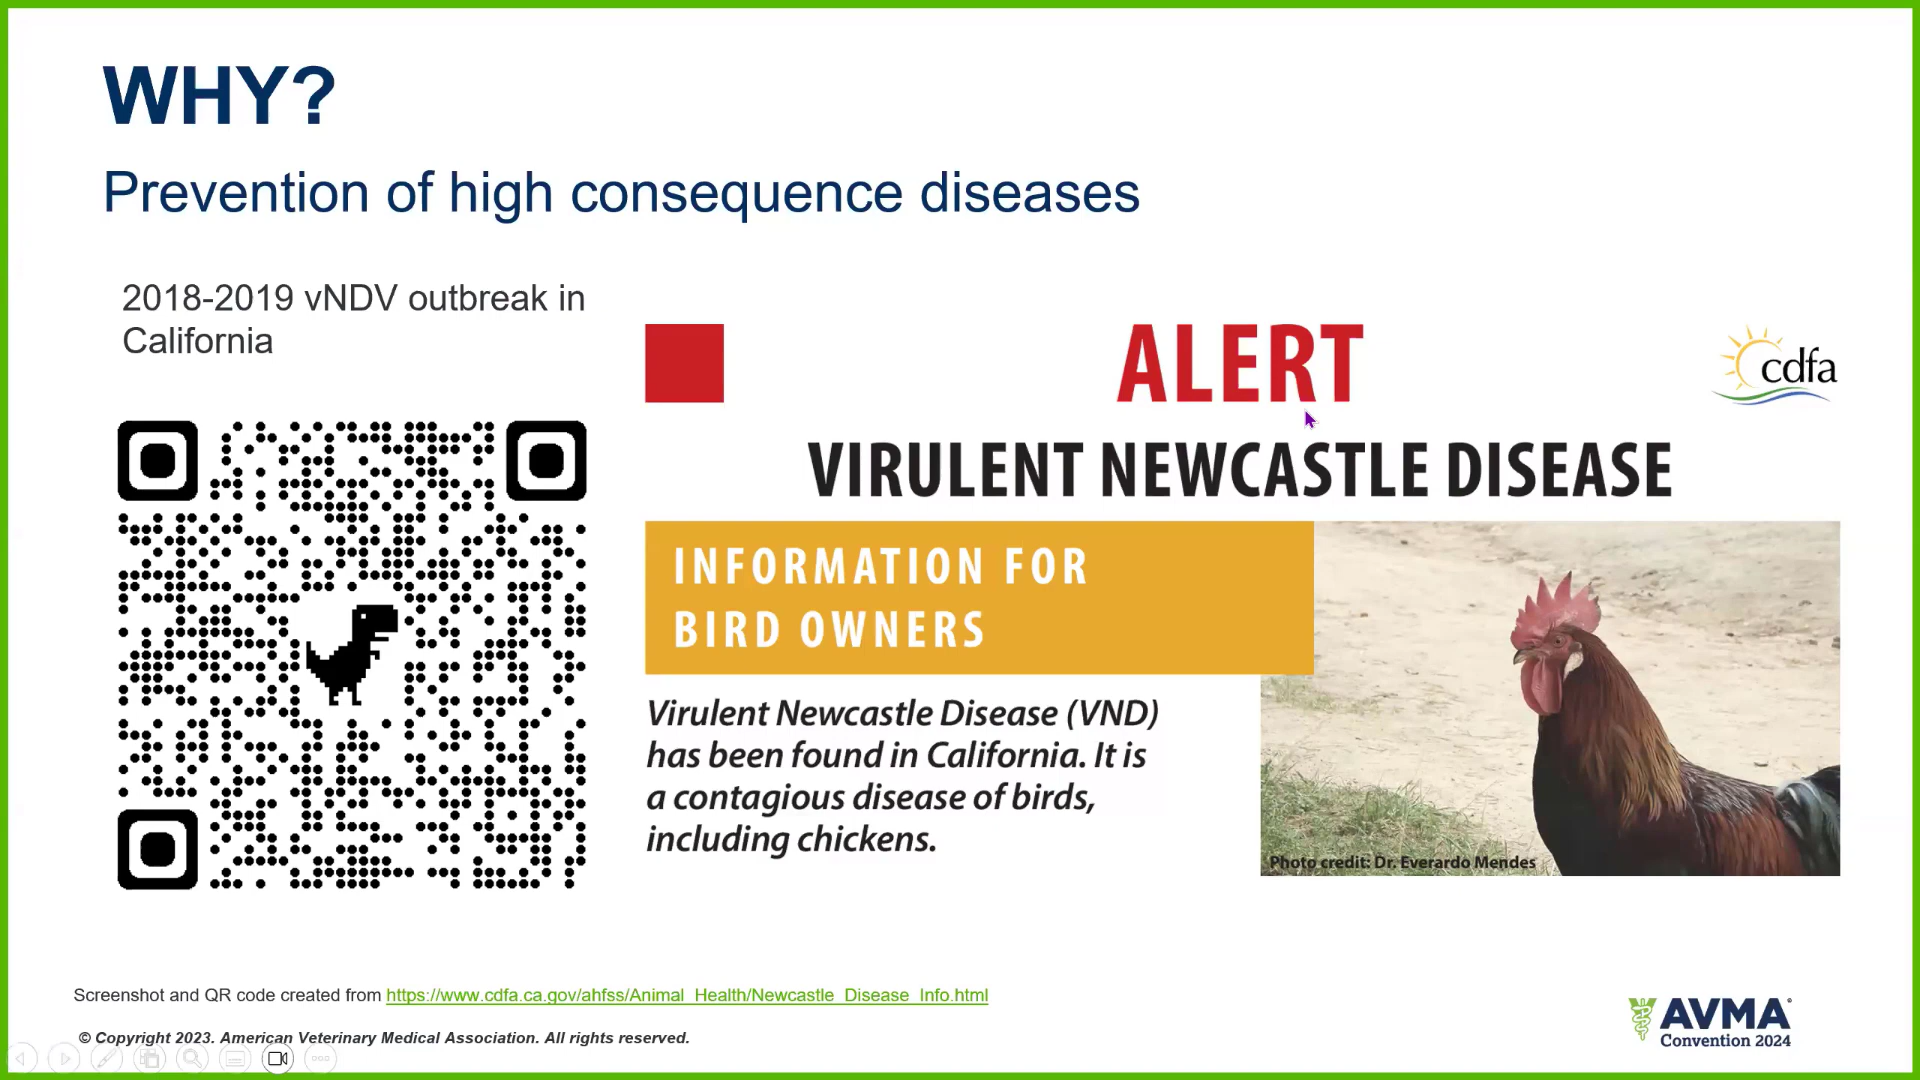 WHY?
Prevention of high consequence diseases
2018-2019 vNDV outbreak in
California
ALERT
cdfa
VIRULENT NEWCASTLE DISEASE
INFORMATION FOR
BIRD OWNERS
Virulent Newcastle Disease (VND)
has been found in California. It is
a contagious disease of birds,
including chickens.
Photo credit: Dr. Everardo Mendes
Screenshot and QR code created from https://www.cdfa.ca.gov/ahfss/Animal_Health/Newcastle_Disease_Info.html
© Copyright 2023. American Veterinary Medical Association. All rights reserved.
AVMA®
Convention 2024